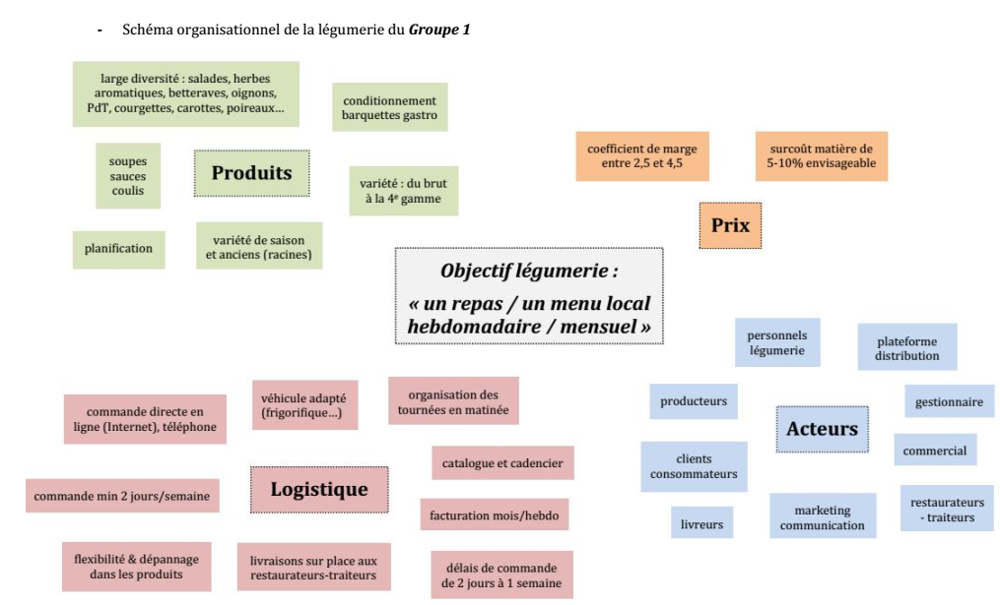 - Schéma organisationnel de la légumerie du Groupe 1
large diversité : salades, herbes
aromatiques, betteraves, oignons,
PdT, courgettes, carottes, poireaux…
conditionnement
barquettes gastro
soupes
sauces
coulis
Produits
variété : du brut
à la 4e gamme
planification
variété de saison
et anciens (racines)
coefficient de marge
entre 2,5 et 4,5
surcoût matière de
5-10% envisageable
Prix
Objectif légumerie :
« un repas / un menu local
hebdomadaire / mensuel »
personnels
légumerie
plateforme
distribution
producteurs
gestionnaire
Acteurs
clients
consommateurs
commercial
livreurs
marketing
communication
restaurateurs
- traiteurs
commande directe en
ligne (Internet), téléphone
véhicule adapté
(frigorifique…)
organisation des
tournées en matinée
catalogue et cadencier
Logistique
commande min 2 jours/semaine
facturation mois/hebdo
flexibilité & dépannage
dans les produits
livraisons sur place aux
restaurateurs-traiteurs
délais de commande
de 2 jours à 1 semaine